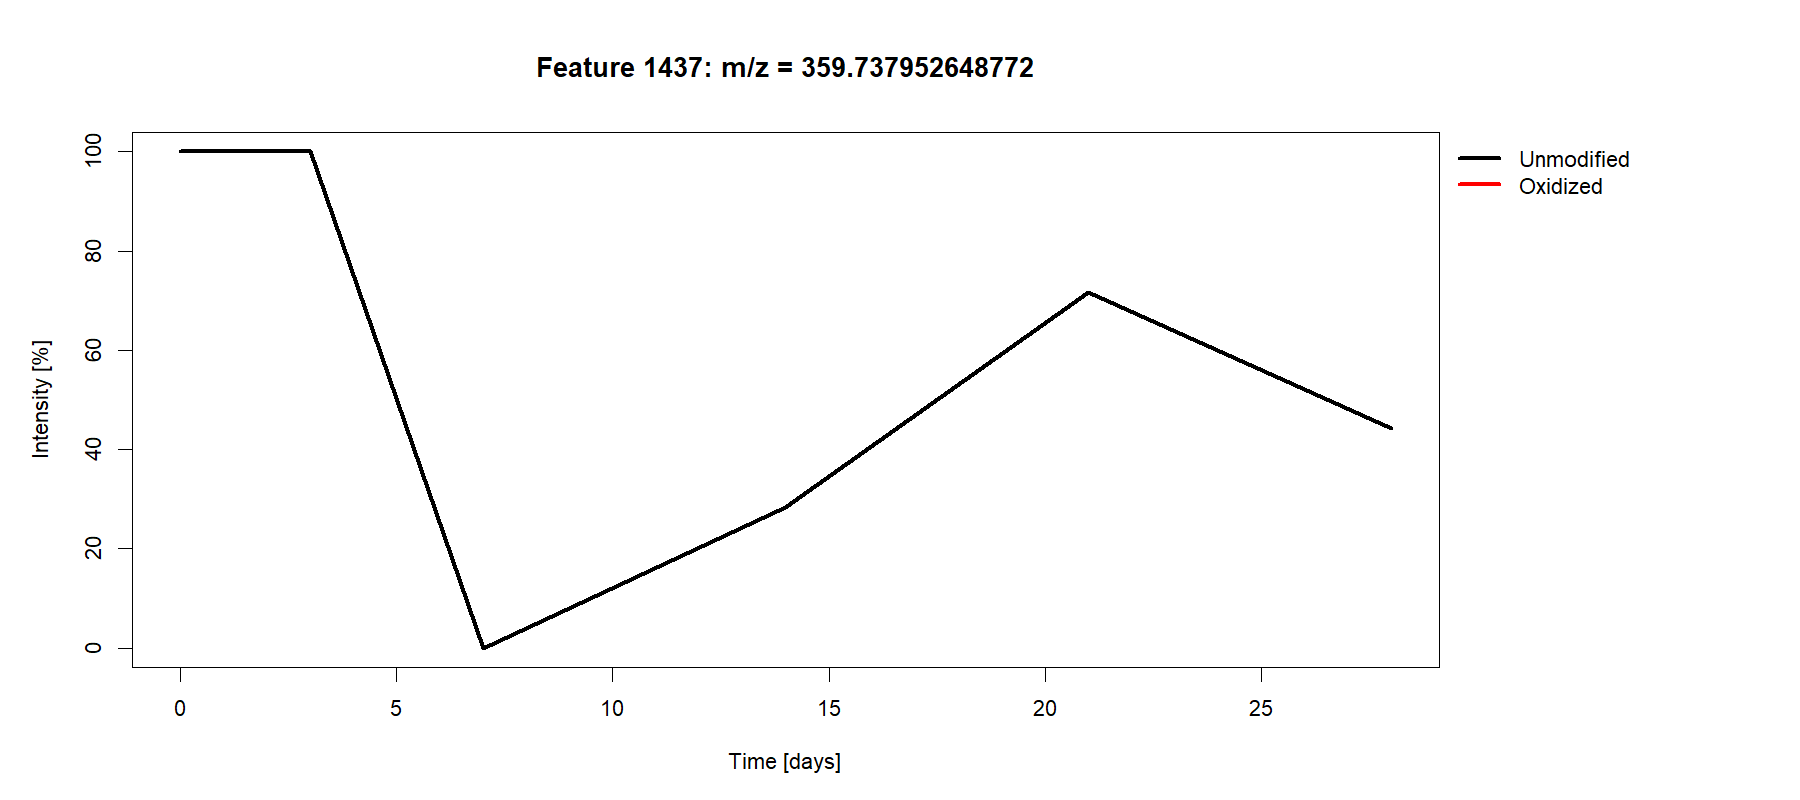 Feature 1437: m/z = 359.737952648772
Unmodified
Oxidized
Intensity [%]
100
80
60
40
20
0
0 5 10 15 20 25
Time [days]